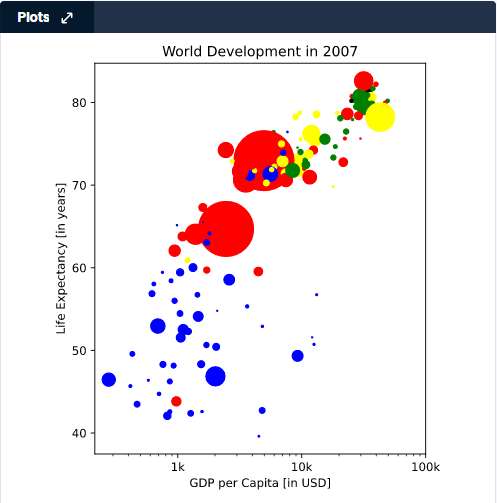 Plots
World Development in 2007
Life Expectancy [in years]
80
70
60
50
40
1k
10k
100k
GDP per Capita [in USD]